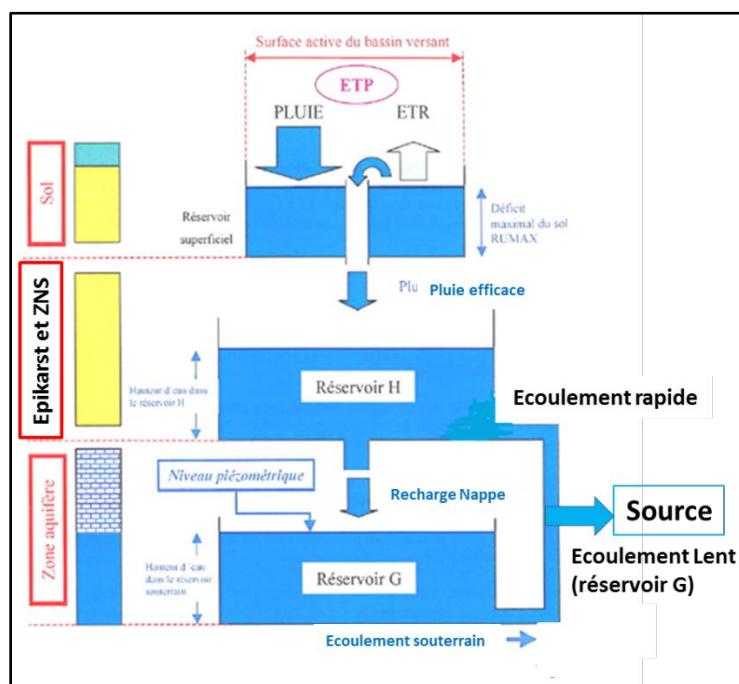 Surface active du bassin versant
ETP
PLUIE
ETR
Sol
Réservoir
superficiel
Déficit
maximal du sol
RUMAX
Plu Pluie efficace
Epikarst et ZNS
Hauteur d'eau dans
le réservoir H
Réservoir H
Ecoulement rapide
Niveau piézométrique
Recharge Nappe
Source
Zone aquifère
Hauteur d'eau
dans le réservoir
souterrain
Réservoir G
Ecoulement Lent
(réservoir G)
Ecoulement souterrain